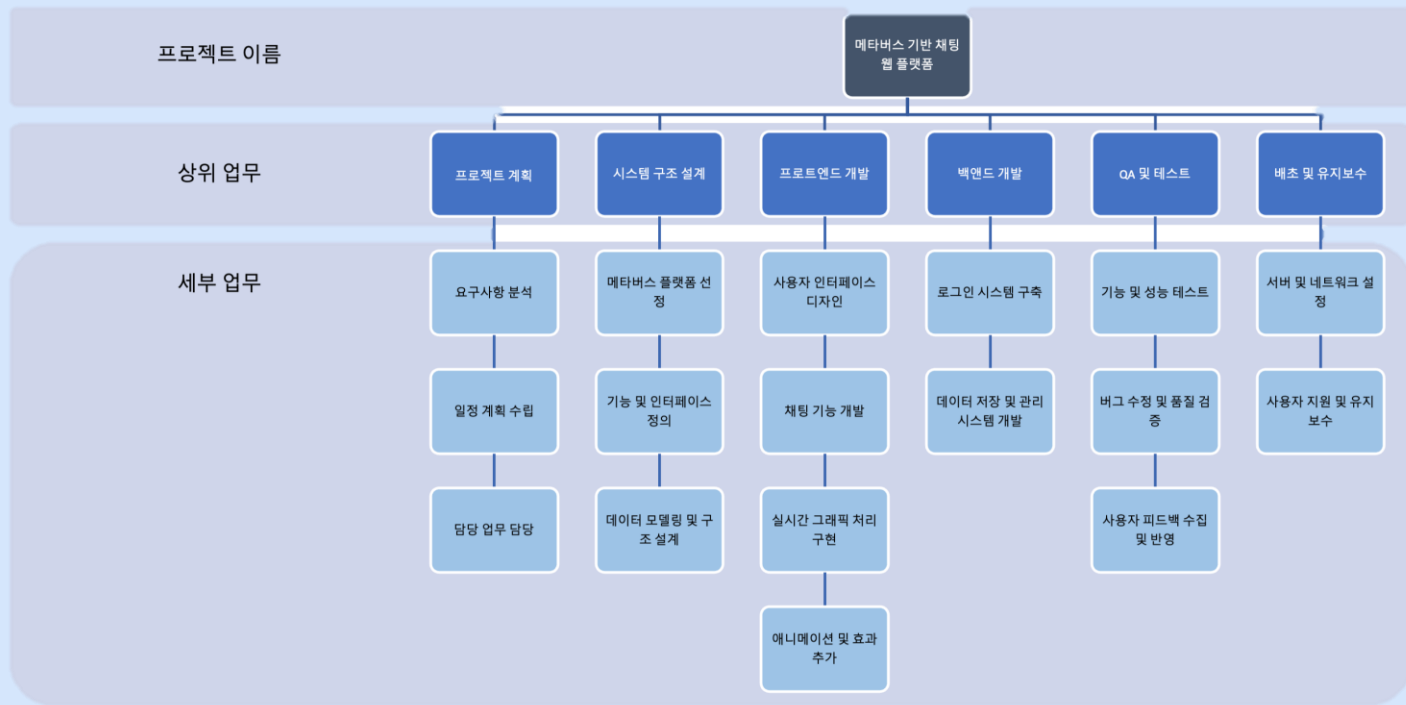 프로젝트 이름
메타버스 기반 채팅
웹 플랫폼
상위 업무
프로젝트 계획
시스템 구조 설계
프로트엔드 개발
백앤드 개발
QA 및 테스트
배초 및 유지보수
세부 업무
요구사항 분석
메타버스 플랫폼 선
정
사용자 인터페이스
디자인
로그인 시스템 구축
기능 및 성능 테스트
서버 및 네트워크 설
정
일정 계획 수립
기능 및 인터페이스
정의
채팅 기능 개발
데이터 저장 및 관리
시스템 개발
버그 수정 및 품질 검
증
사용자 지원 및 유지
보수
담당 업무 담당
데이터 모델링 및 구
조 설계
실시간 그래픽 처리
구현
사용자 피드백 수집
및 반영
애니메이션 및 효과
추가